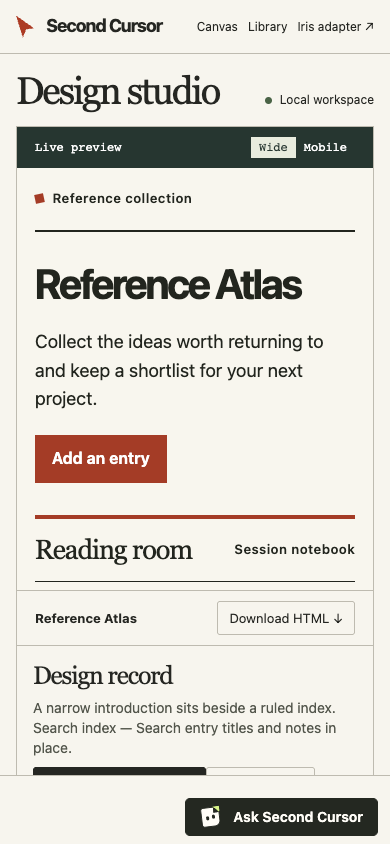 Second Cursor
Canvas Library Iris adapter ↗
Design studio
Local workspace
Live preview
Wide Mobile
Reference collection
Reference Atlas
Collect the ideas worth returning to
and keep a shortlist for your next
project.
Add an entry
Reading room
Session notebook
Reference Atlas
Download HTML ↓
Design record
A narrow introduction sits beside a ruled index.
Search index — Search entry titles and notes in
place.
Ask Second Cursor